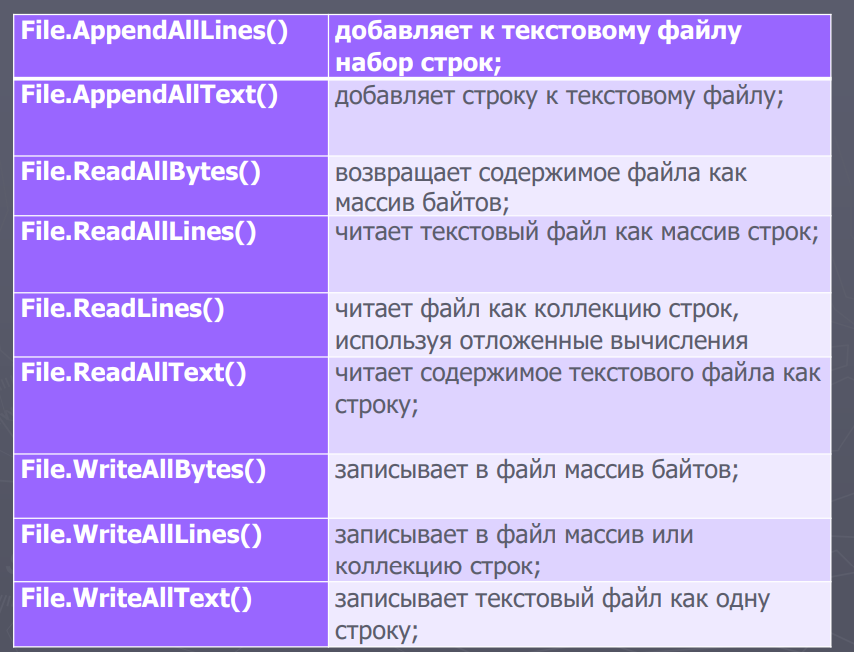 File.AppendAllLines()
добавляет к текстовому файлу
набор строк;
File.AppendAllText()
добавляет строку к текстовому файлу;
File.ReadAllBytes()
возвращает содержимое файла как
массив байтов;
File.ReadAllLines()
читает текстовый файл как массив строк;
File.ReadLines()
читает файл как коллекцию строк,
используя отложенные вычисления
File.ReadAllText()
читает содержимое текстового файла как
строку;
File.WriteAllBytes()
записывает в файл массив байтов;
File.WriteAllLines()
записывает в файл массив или
коллекцию строк;
File.WriteAllText()
записывает текстовый файл как одну
строку;